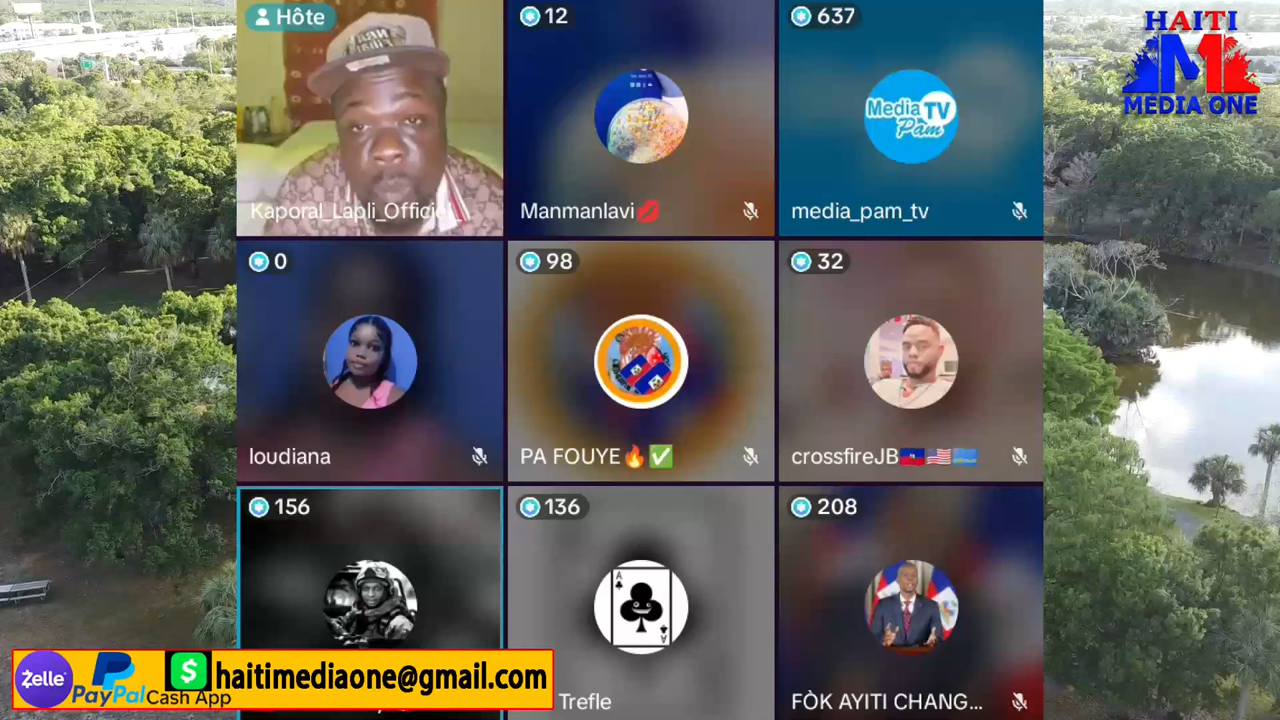 Hôte
12
637
HAITI
M
MEDIA ONE
Media TV
Pam
Kaporal_Lapli_Officiel_
Manmanlavi💋
media_pam_tv
0
98
32
loudiana
PA FOUYE🔥✅
crossfireJB🇭🇹🇺🇸🇦🇼
156
136
208
A
A
Zelle
PayPal
$
Cash App
haitimediaone@gmail.com
Trefle
FÒK AYITI CHANG...